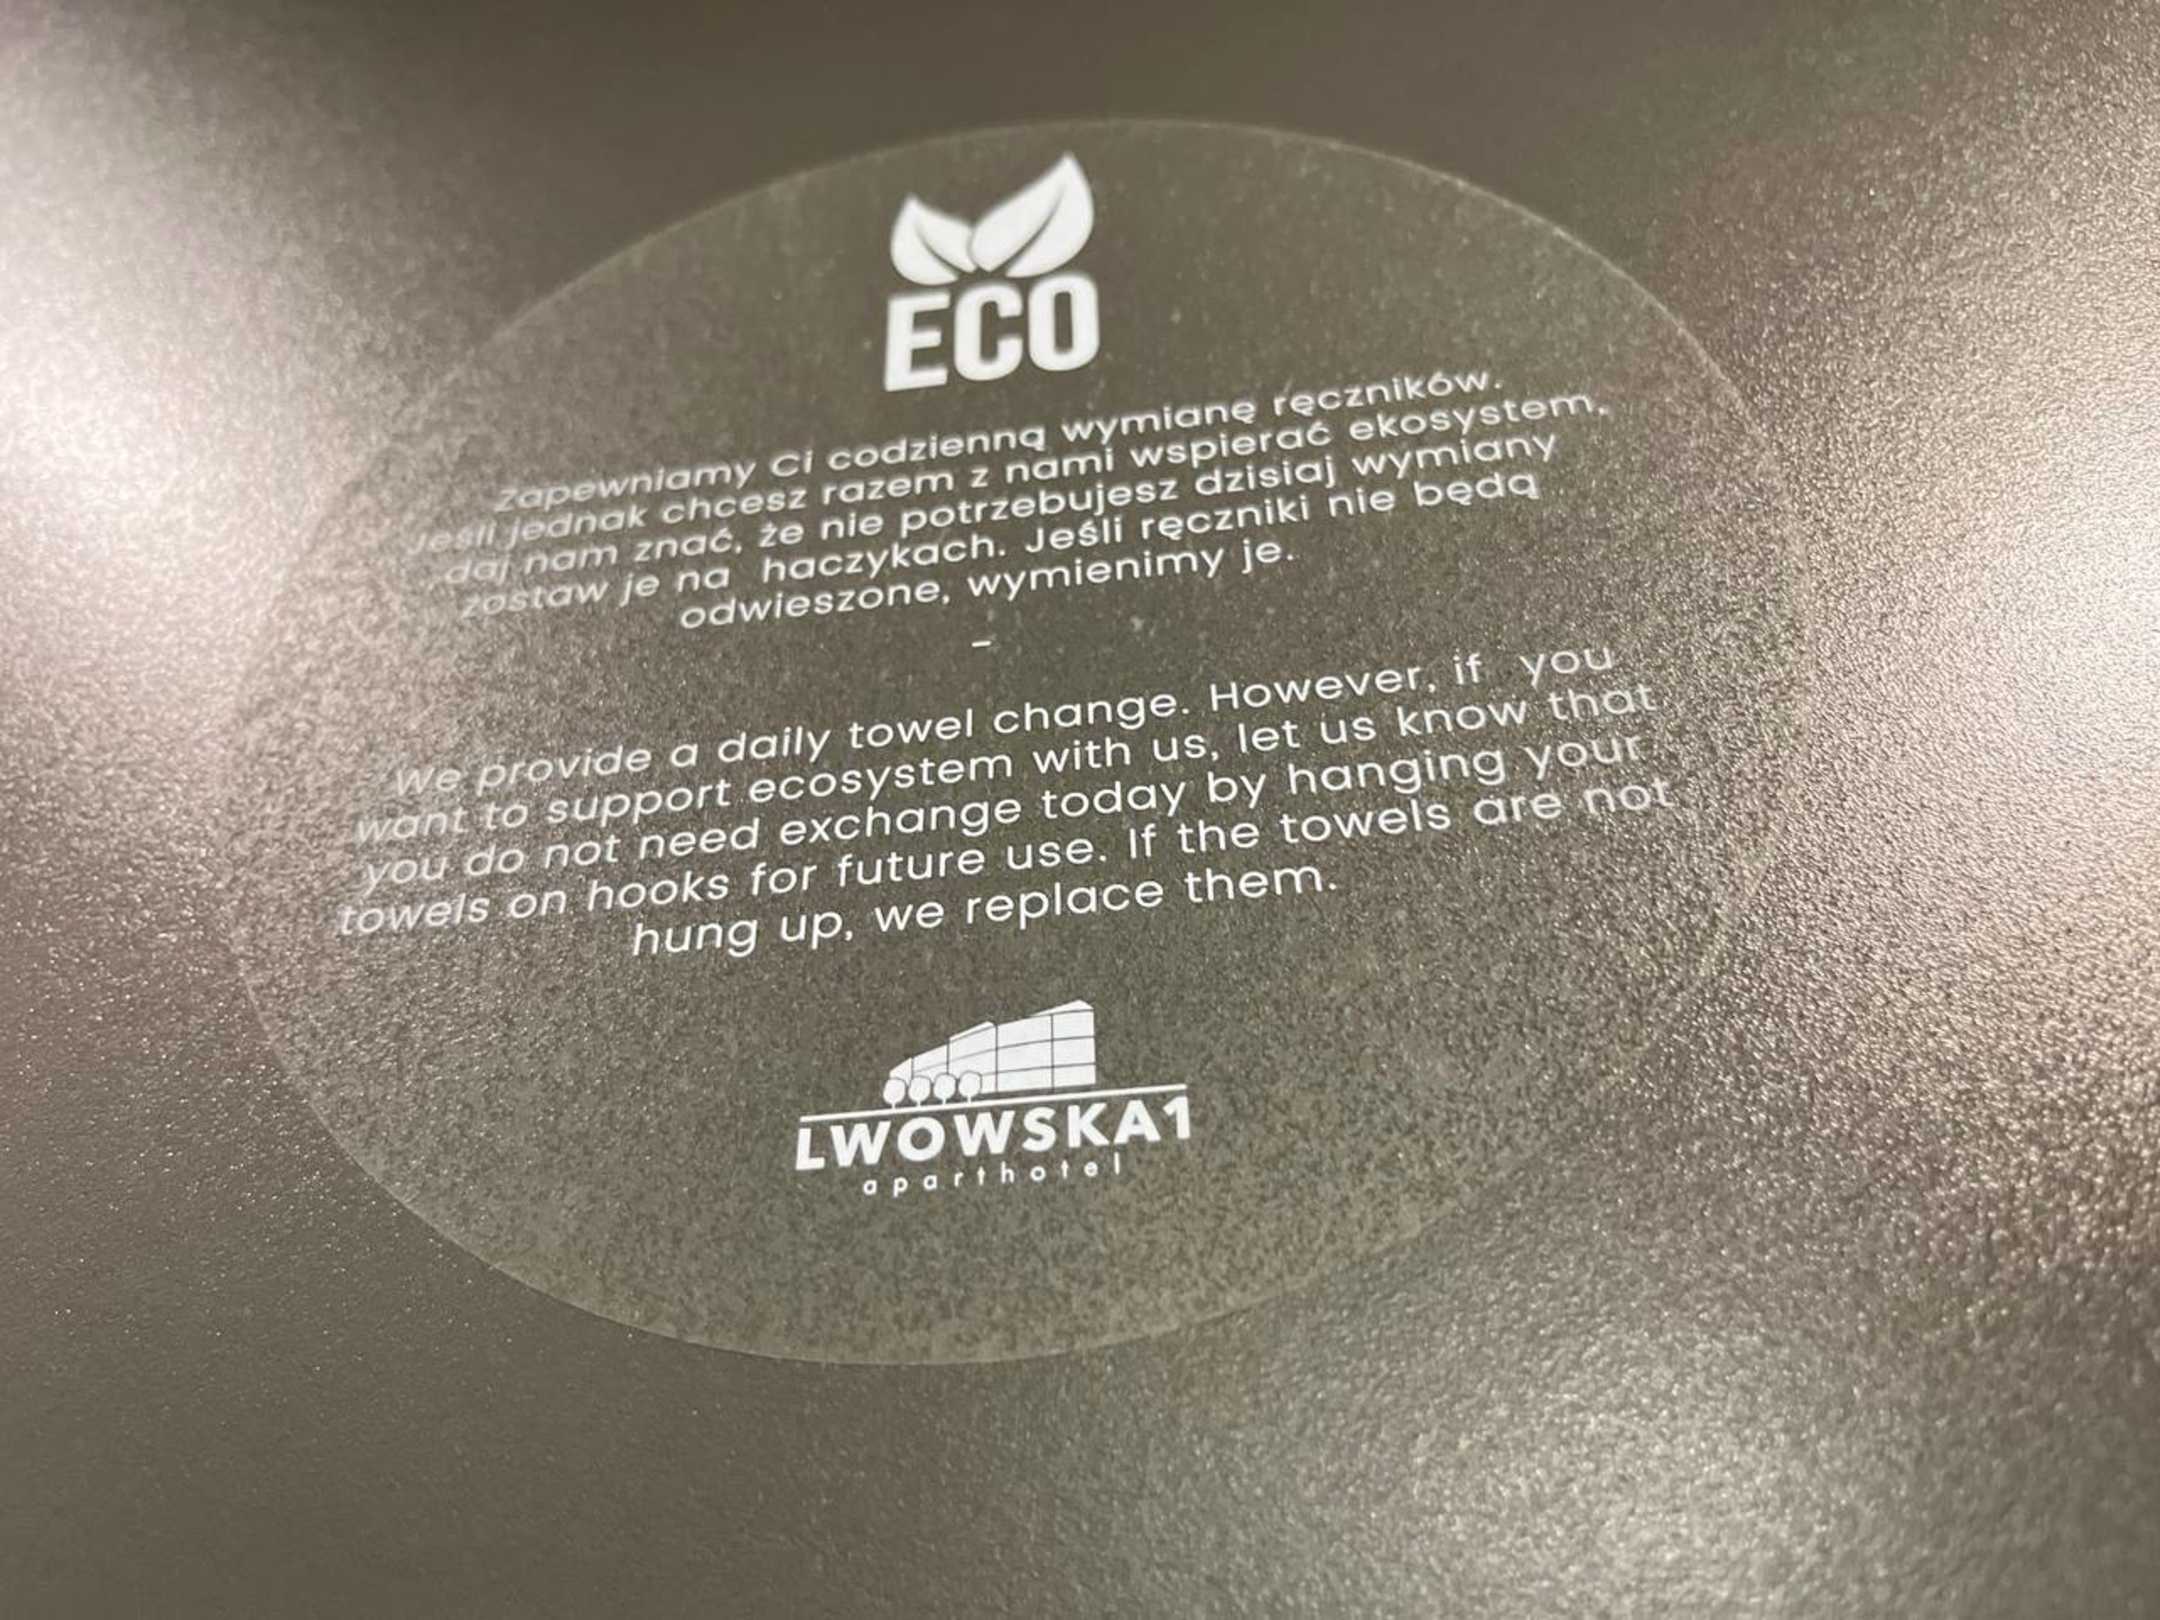 ECO
Zapewniamy Ci codzienną wymianę ręczników.
Jeśli jednak chcesz razem z nami wspierać ekosystem,
daj nam znać, że nie potrzebujesz dzisiaj wymiany
zostaw je na haczykach. Jeśli ręczniki nie będą
odwieszone, wymienimy je.
-
We provide a daily towel change. However, if you
want to support ecosystem with us, let us know that
you do not need exchange today by hanging your
towels on hooks for future use. If the towels are not
hung up, we replace them.
LWOWSKA1
aparthotel